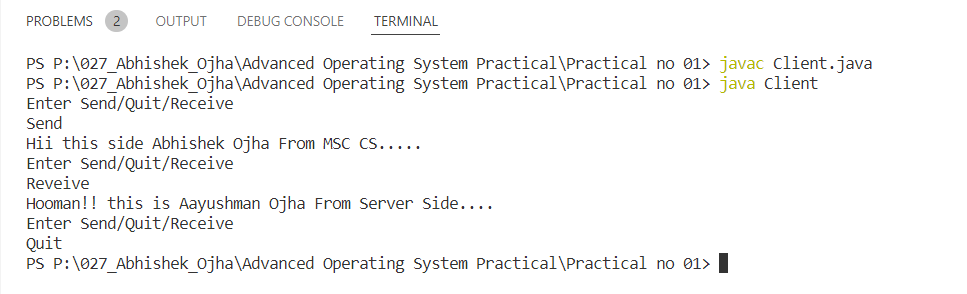 PROBLEMS 2 OUTPUT DEBUG CONSOLE TERMINAL
PS P:\027_Abhishek_Ojha\Advanced Operating System Practical\Practical no 01> javac Client.java
PS P:\027_Abhishek_Ojha\Advanced Operating System Practical\Practical no 01> java Client
Enter Send/Quit/Receive
Send
Hii this side Abhishek Ojha From MSC CS.....
Enter Send/Quit/Receive
Reveive
Hooman!! this is Aayushman Ojha From Server Side....
Enter Send/Quit/Receive
Quit
PS P:\027_Abhishek_Ojha\Advanced Operating System Practical\Practical no 01>